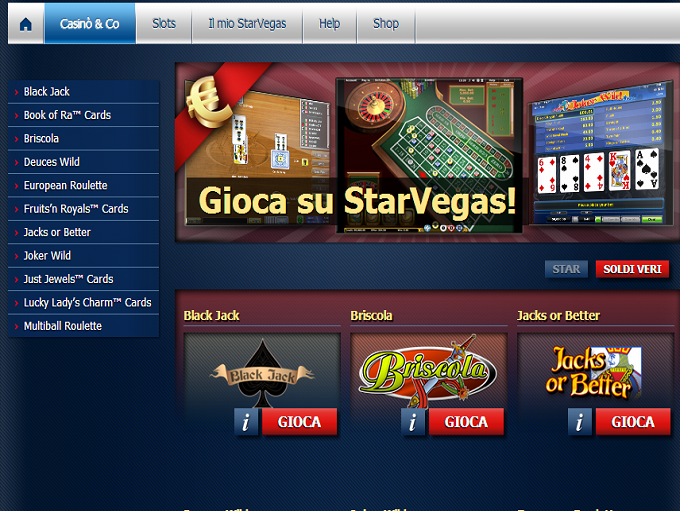 Casinò & Co
Slots
Il mio StarVegas
Help
Shop
Black Jack
Book of Ra™ Cards
Briscola
Deuces Wild
European Roulette
Fruits'n Royals™ Cards
Jacks or Better
Joker Wild
Just Jewels™ Cards
Lucky Lady's Charm™ Cards
Multiball Roulette
Gioca su StarVegas!
STAR
SOLDI VERI
Black Jack
Briscola
Jacks or Better
Black Jack
Briscola
Jacks
or Better
i
GIOCA
i
GIOCA
i
GIOCA